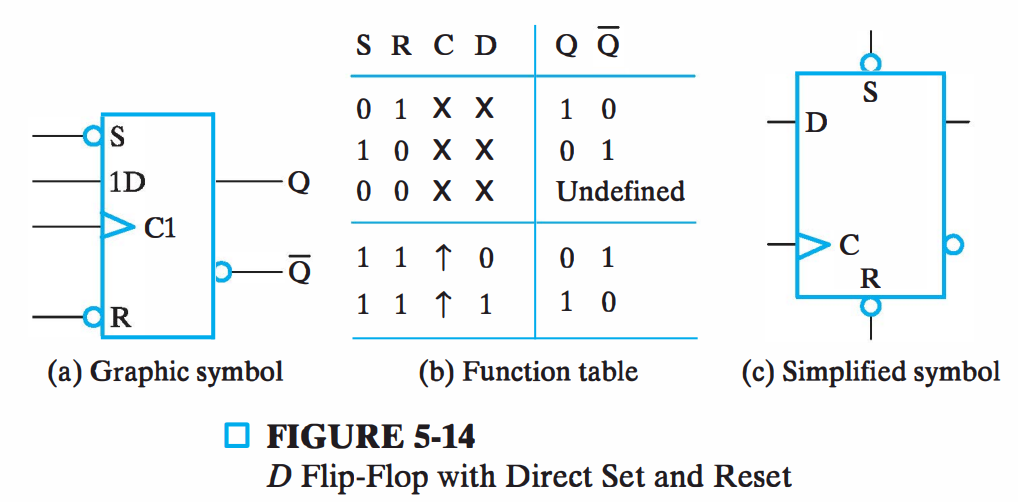 S
1D
C1
R
Q
Q̅
S R C D Q Q̅
0 1 X X 1 0
1 0 X X 0 1
0 0 X X Undefined
1 1 ↑ 0 0 1
1 1 ↑ 1 1 0
S
D
C
R
(a) Graphic symbol
(b) Function table
(c) Simplified symbol
FIGURE 5-14
D Flip-Flop with Direct Set and Reset